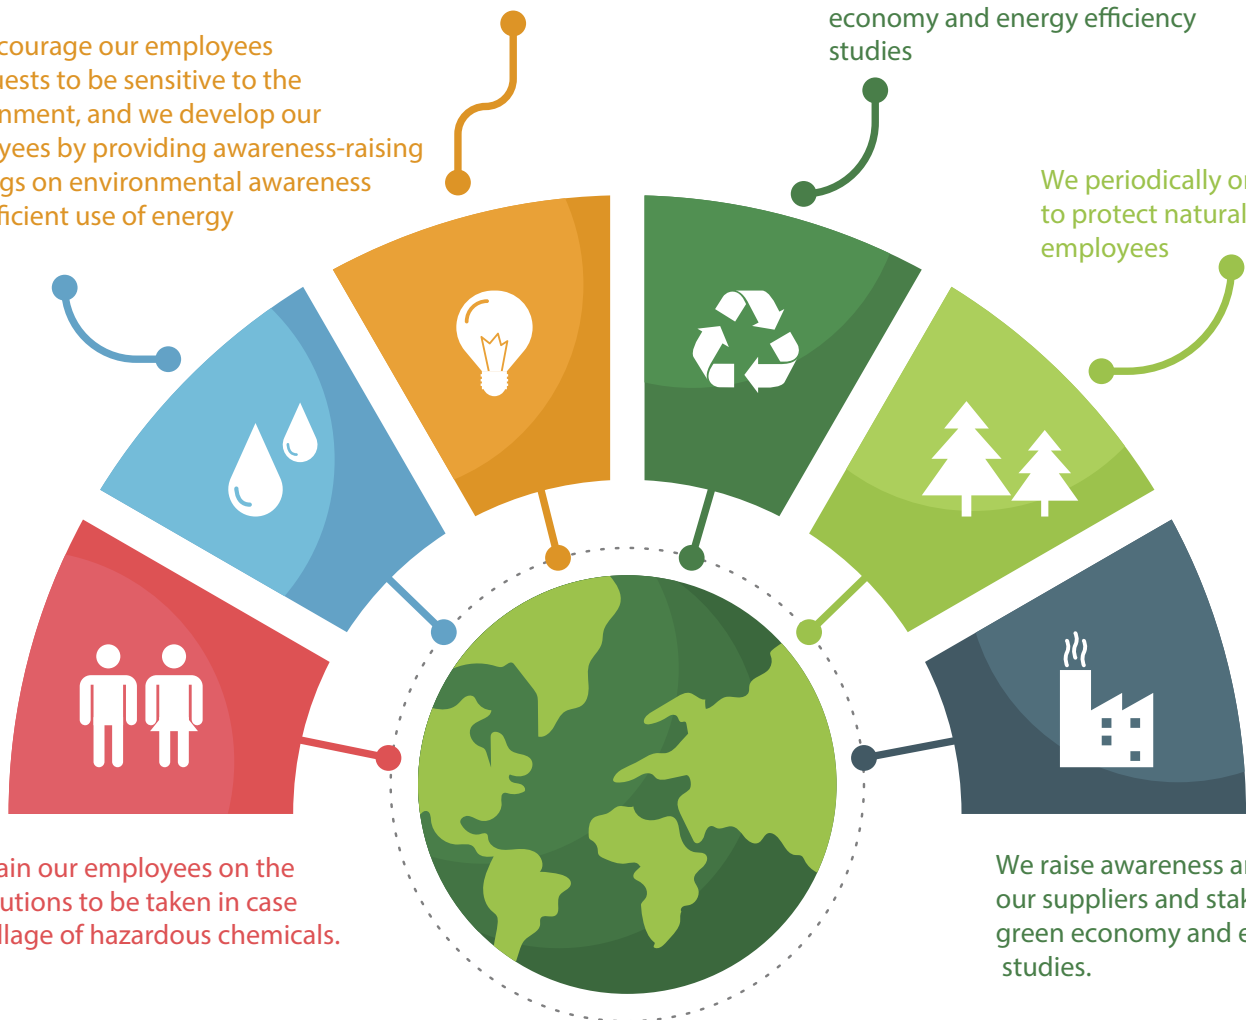 economy and energy efficiency
studies
courage our employees
uests to be sensitive to the
nment, and we develop our
yees by providing awareness-raising
gs on environmental awareness
ficient use of energy
We periodically or
to protect natural
employees
ain our employees on the
utions to be taken in case
llage of hazardous chemicals.
We raise awareness a
our suppliers and stak
green economy and e
studies.